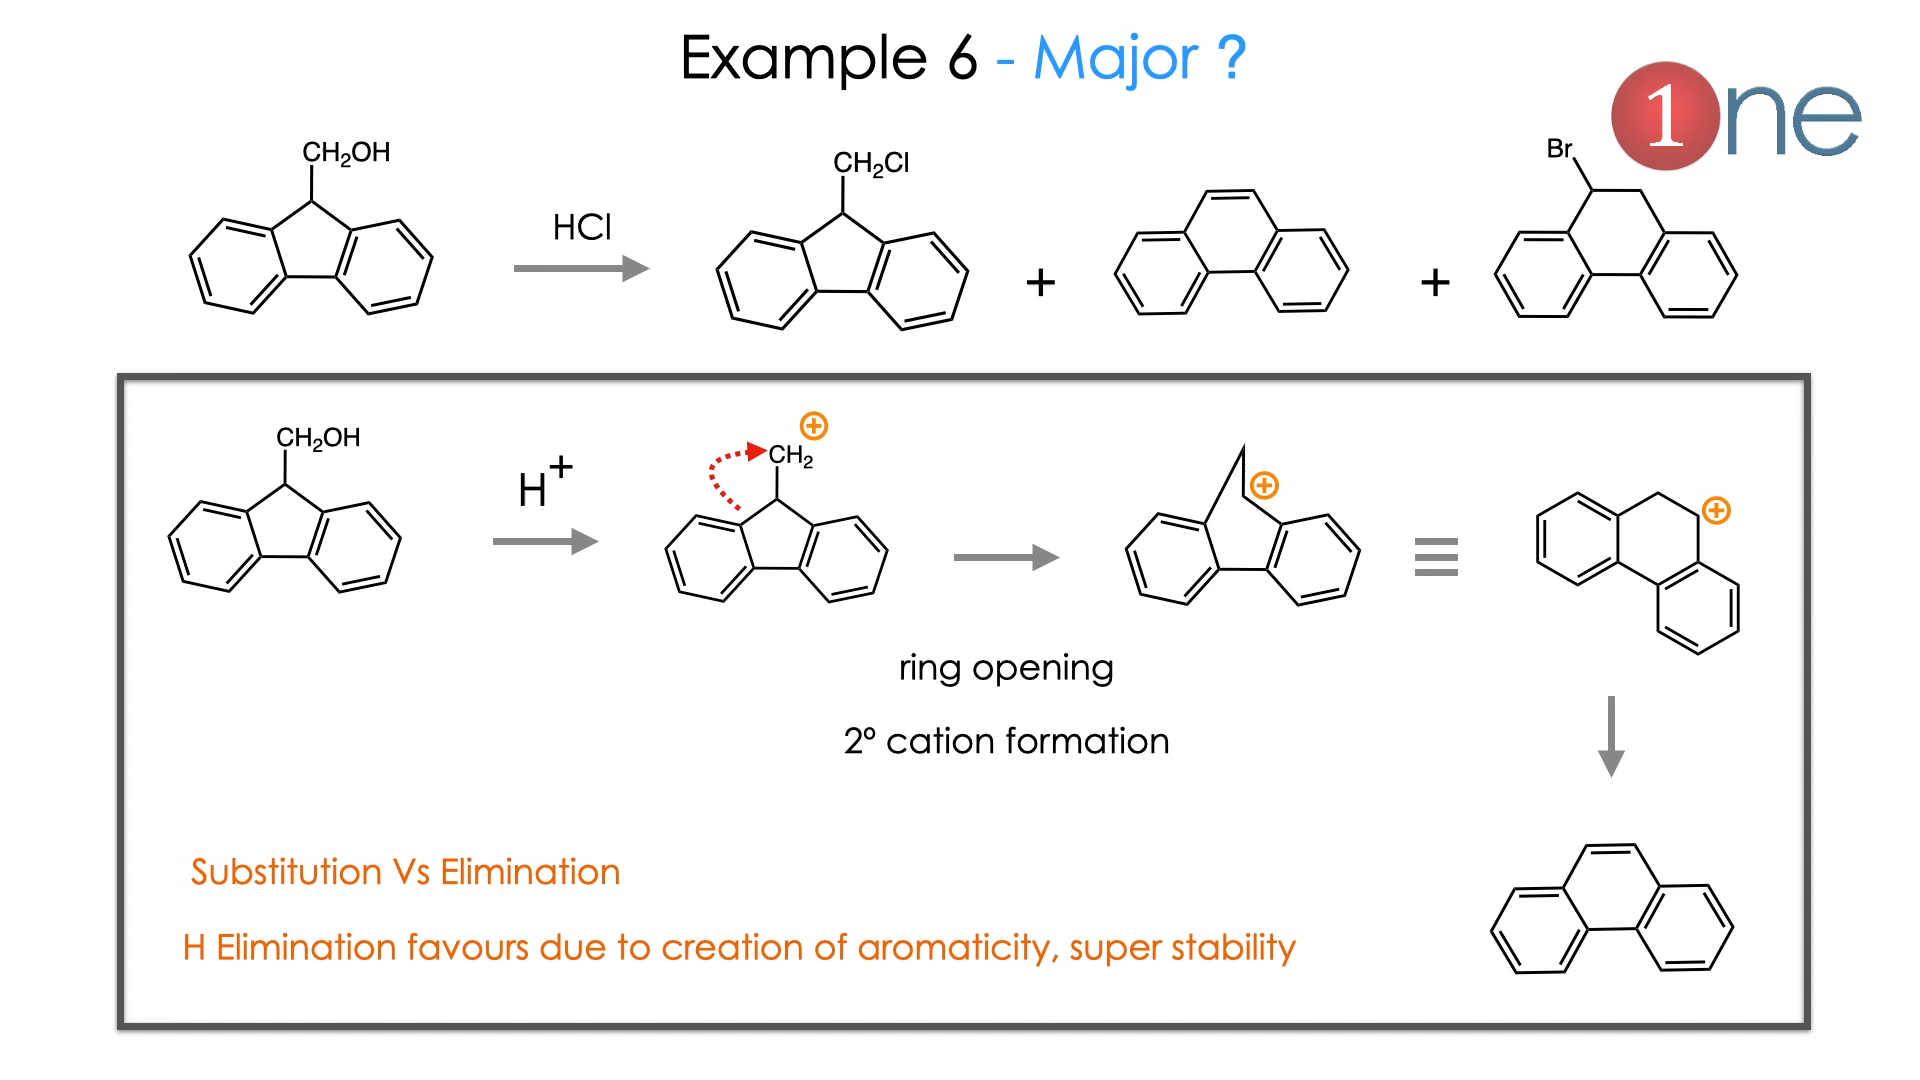 Example 6 - Major ?
1ne
CH₂OH
HCl
CH₂Cl
+
+
Br
CH₂OH
H⁺
CH₂
+
+
+
ring opening
2º cation formation
Substitution Vs Elimination
H Elimination favours due to creation of aromaticity, super stability